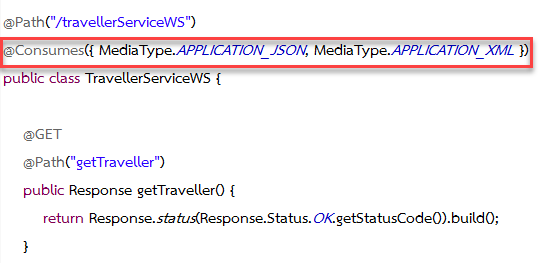 @Path("/travellerServiceWS")
@Consumes({ MediaType.APPLICATION_JSON, MediaType.APPLICATION_XML })
public class TravellerServiceWS {
@GET
@Path("getTraveller")
public Response getTraveller() {
return Response.status(Response.Status.OK.getStatusCode()).build();
}